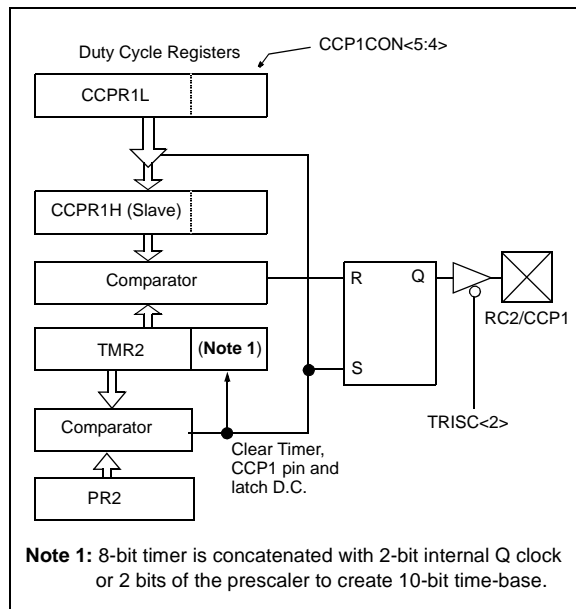 Duty Cycle Registers
CCP1CON<5:4>
CCPR1L
CCPR1H (Slave)
Comparator
R
Q
RC2/CCP1
TMR2
(Note 1)
S
TRISC<2>
Comparator
Clear Timer,
CCP1 pin and
latch D.C.
PR2
Note 1: 8-bit timer is concatenated with 2-bit internal Q clock
or 2 bits of the prescaler to create 10-bit time-base.